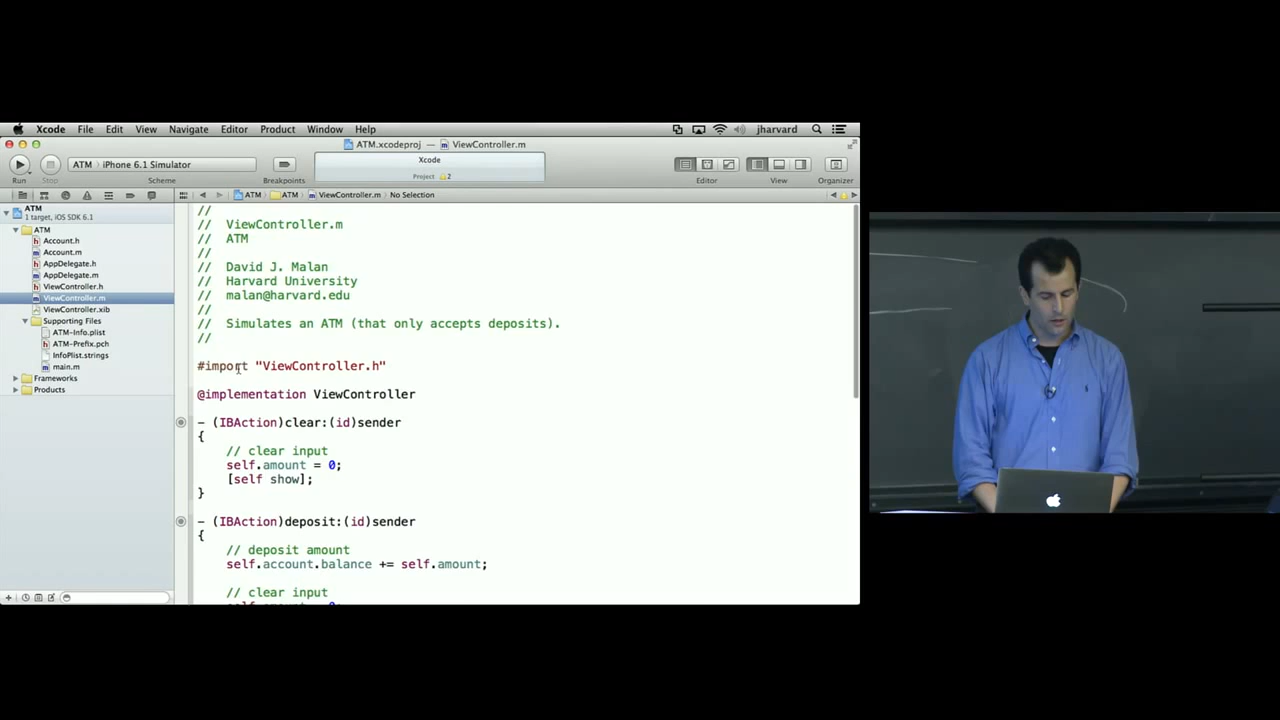 Xcode File Edit View Navigate Editor Product Window Help jharvard
ATM.xcodeproj — ViewController.m
ATM › iPhone 6.1 Simulator
Xcode
Project 2
Run Stop Scheme Breakpoints Editor View Organizer
ATM ATM ViewController.m No Selection
ATM
1 target, iOS SDK 6.1
ATM
Account.h
Account.m
AppDelegate.h
AppDelegate.m
ViewController.h
ViewController.m
ViewController.xib
Supporting Files
ATM-Info.plist
ATM-Prefix.pch
InfoPlist.strings
main.m
Frameworks
Products
//
// ViewController.m
// ATM
//
// David J. Malan
// Harvard University
// malan@harvard.edu
//
// Simulates an ATM (that only accepts deposits).
//
#import "ViewController.h"
@implementation ViewController
- (IBAction)clear:(id)sender
{
// clear input
self.amount = 0;
[self show];
}
- (IBAction)deposit:(id)sender
{
// deposit amount
self.account.balance += self.amount;
// clear input